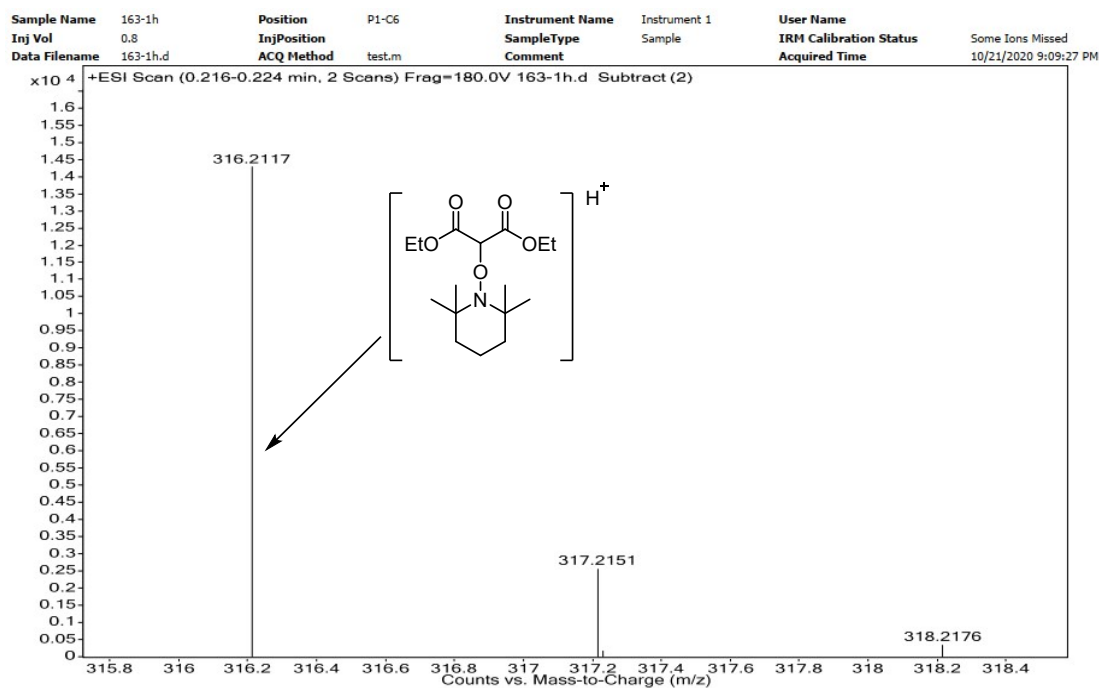 Sample Name 163-1h Position P1-C6 Instrument Name Instrument 1 User Name
Inj Vol 0.8 InjPosition SampleType Sample IRM Calibration Status Some Ions Missed
Data Filename 163-1h.d ACQ Method test.m Comment Acquired Time 10/21/2020 9:09:27 PM
x10 4 +ESI Scan (0.216-0.224 min, 2 Scans) Frag=180.0V 163-1h.d Subtract (2)
1.6
1.55
1.5
1.45 316.2117
1.4
1.35 H+
1.3 O O
1.25
1.2 EtO OEt
1.15
1.1 O
1.05
1 N
0.95
0.9
0.85
0.8
0.75
0.7
0.65
0.6
0.55
0.5
0.45
0.4
0.35
0.3 317.2151
0.25
0.2
0.15
0.1
0.05 318.2176
0
315.8 316 316.2 316.4 316.6 316.8 317 317.2 317.4 317.6 317.8 318 318.2 318.4
Counts vs. Mass-to-Charge (m/z)